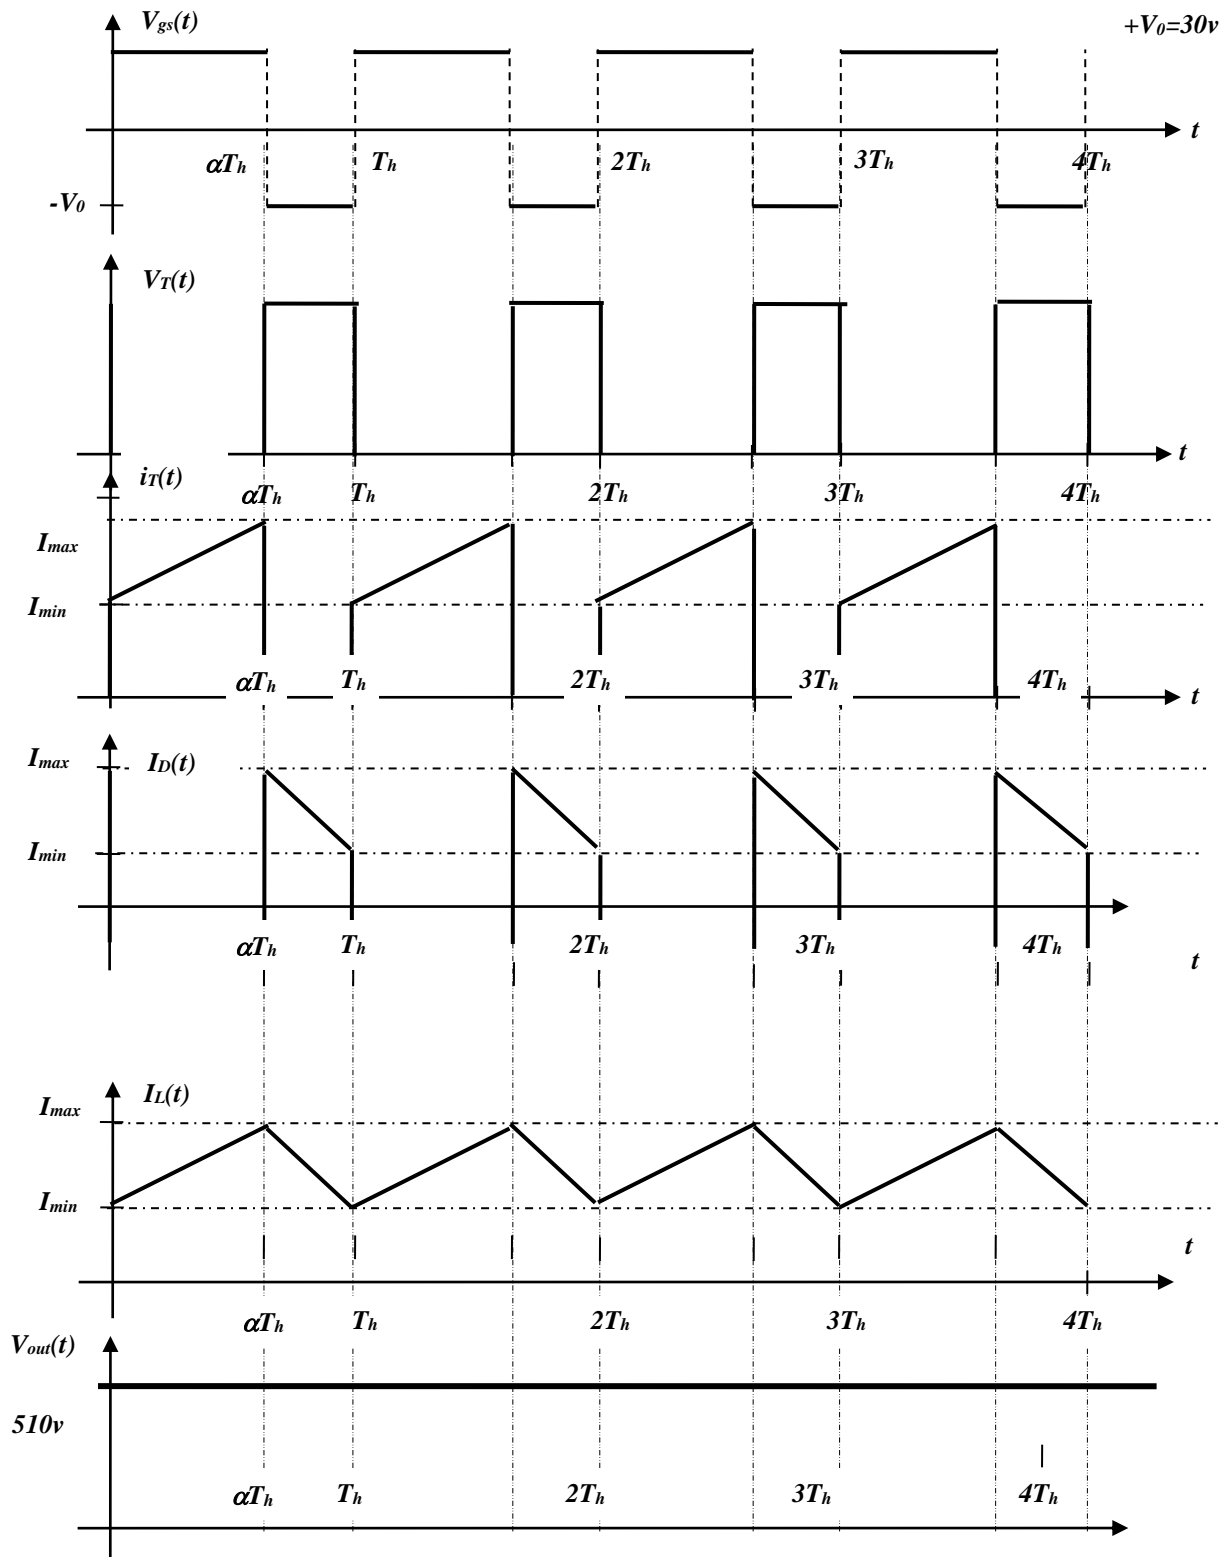 Vgs(t) +V0=30v
t
αTh Th 2Th 3Th 4Th
-V0
VT(t)
t
iT(t)
αTh Th 2Th 3Th 4Th
Imax
Imin
αTh Th 2Th 3Th 4Th t
Imax ID(t)
Imin
αTh Th 2Th 3Th 4Th t
Imax IL(t)
Imin
t
αTh Th 2Th 3Th 4Th
Vout(t)
510v
αTh Th 2Th 3Th 4Th